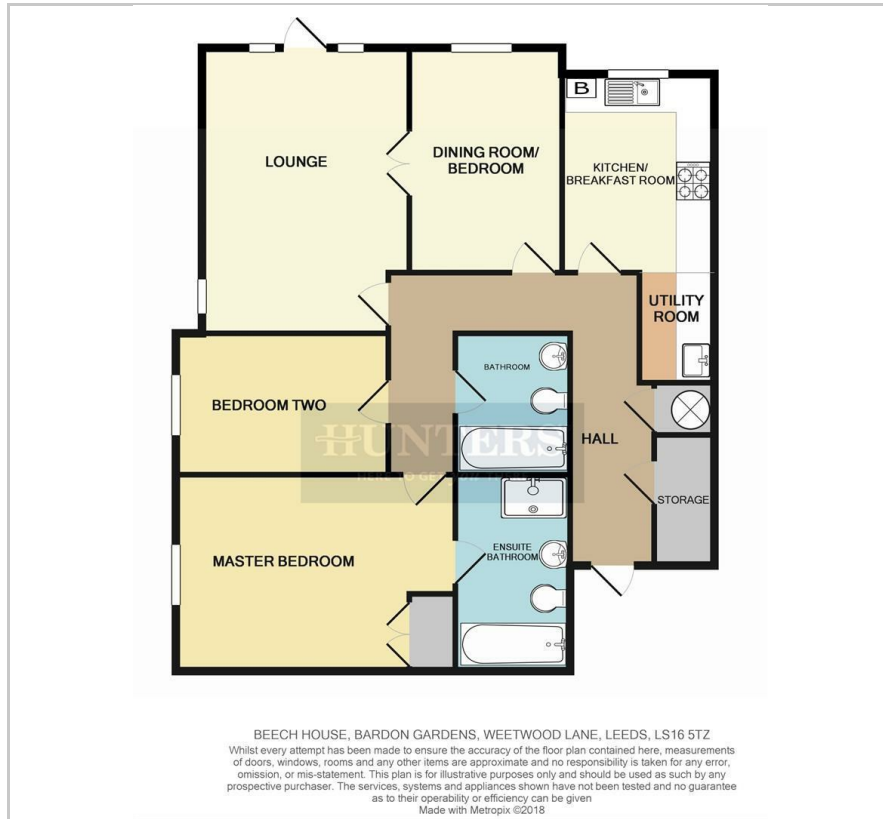 LOUNGE
DINING ROOM/
BEDROOM
B
KITCHEN/
BREAKFAST ROOM
UTILITY
ROOM
BATHROOM
BEDROOM TWO
HUNTERS
HERE TO GET YOU THERE
HALL
STORAGE
MASTER BEDROOM
ENSUITE
BATHROOM
BEECH HOUSE, BARDON GARDENS, WEETWOOD LANE, LEEDS, LS16 5TZ
Whilst every attempt has been made to ensure the accuracy of the floor plan contained here, measurements
of doors, windows, rooms and any other items are approximate and no responsibility is taken for any error,
omission, or mis-statement. This plan is for illustrative purposes only and should be used as such by any
prospective purchaser. The services, systems and appliances shown have not been tested and no guarantee
as to their operability or efficiency can be given
Made with Metropix ©2018